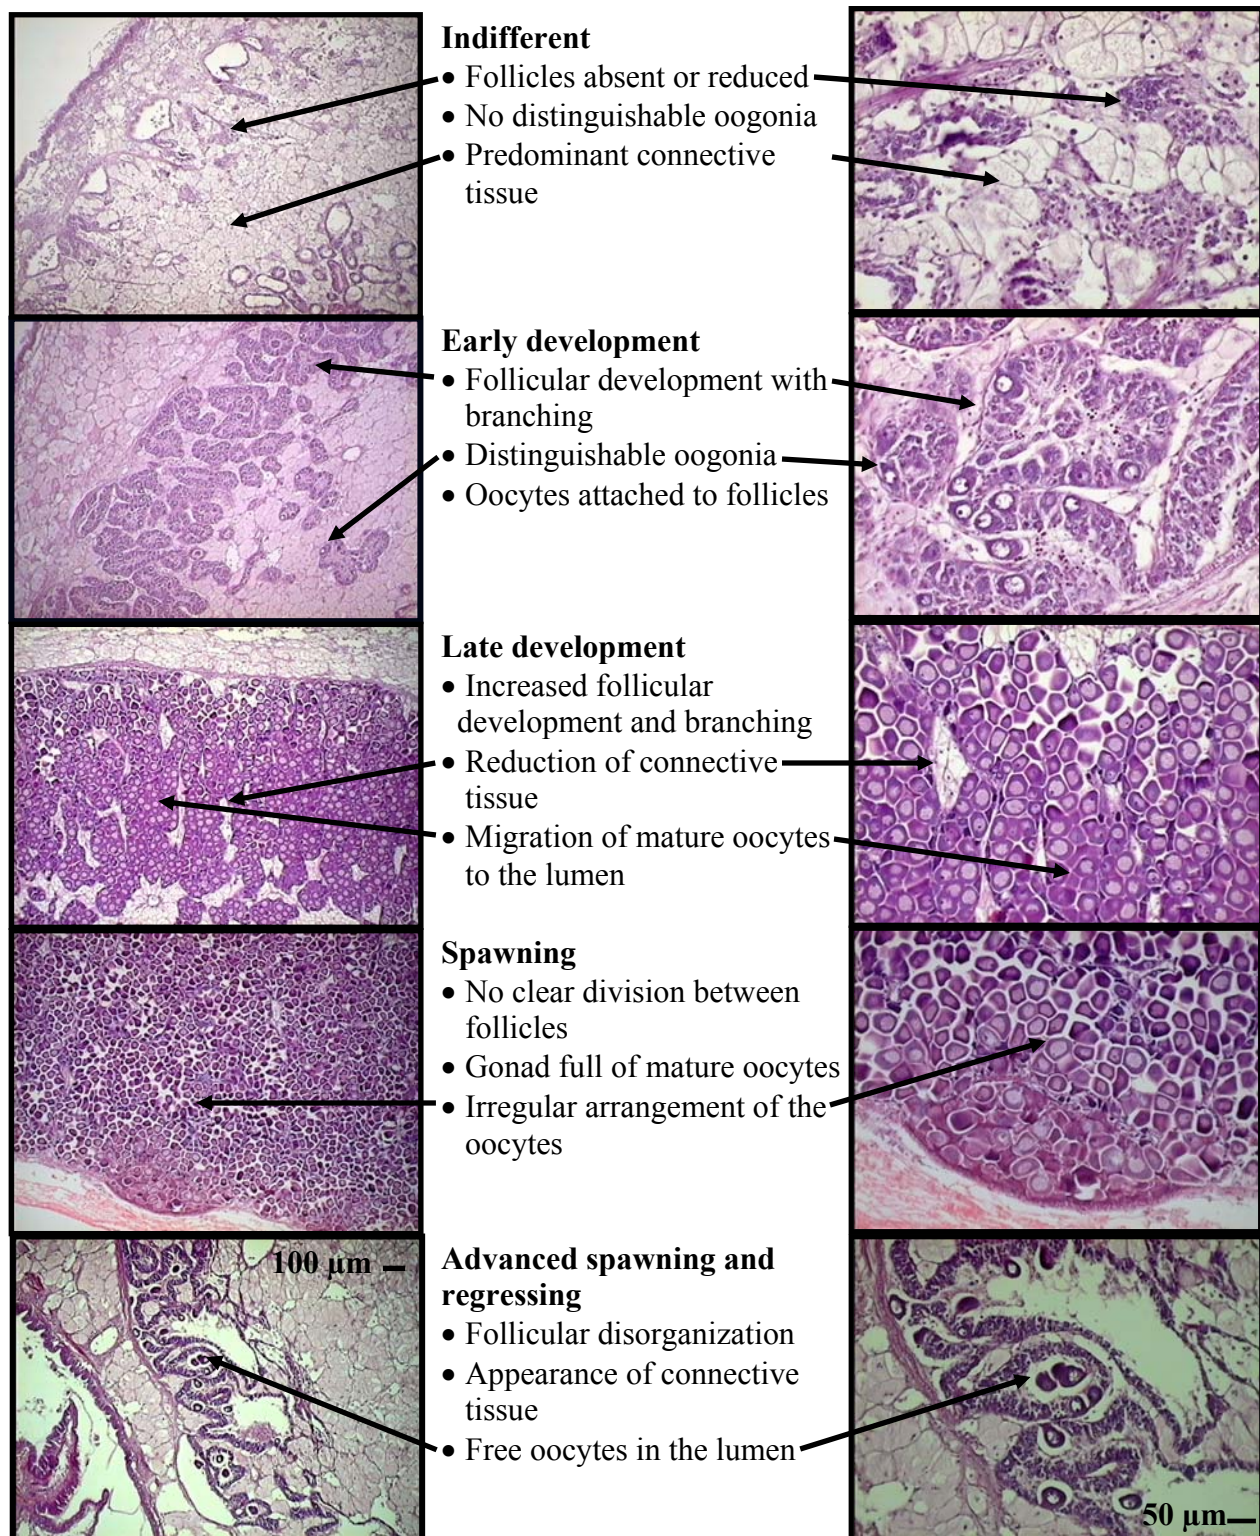 Indifferent
• Follicles absent or reduced
• No distinguishable oogonia
• Predominant connective
tissue
Early development
• Follicular development with
branching
• Distinguishable oogonia
• Oocytes attached to follicles
Late development
• Increased follicular
development and branching
• Reduction of connective
tissue
• Migration of mature oocytes
to the lumen
Spawning
• No clear division between
follicles
• Gonad full of mature oocytes
• Irregular arrangement of the
oocytes
100 µm
Advanced spawning and
regressing
• Follicular disorganization
• Appearance of connective
tissue
• Free oocytes in the lumen
50 µm